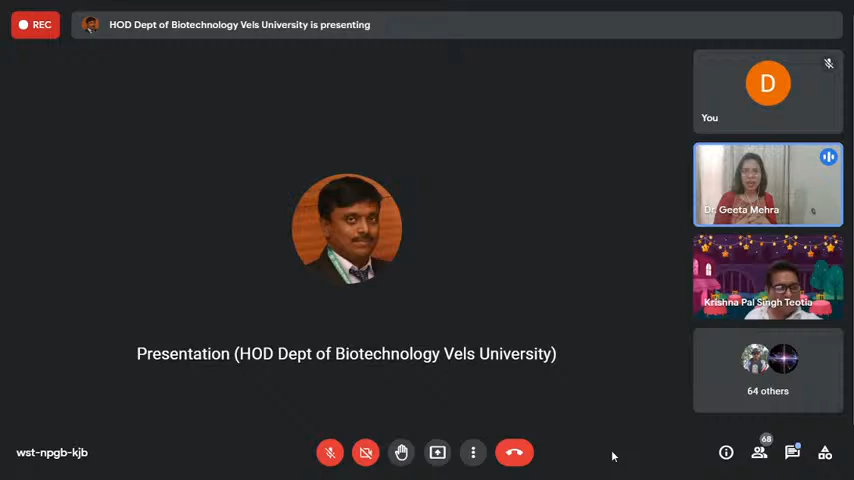 REC
HOD Dept of Biotechnology Vels University is presenting
D
You
Dr. Geeta Mehra
Krishna Pal Singh Teotia
64 others
Presentation (HOD Dept of Biotechnology Vels University)
wst-npgb-kjb
68